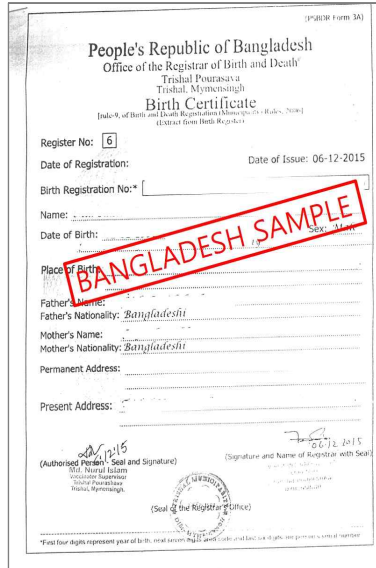 (PSBDR Form 3A)
People's Republic of Bangladesh
Office of the Registrar of Birth and Death
Trishal Pourasava
Trishal, Mymensingh
Birth Certificate
[rule-9, of Birth and Death Registration (Municipality) Rules, 2006]
(Extract from Birth Register)
Register No: 6
Date of Registration:
Date of Issue: 06-12-2015
Birth Registration No:*
Name:
Date of Birth:
Sex: Male
BANGLADESH SAMPLE
Place of Birth
Father's Name:
Father's Nationality: Bangladeshi
Mother's Name:
Mother's Nationality: Bangladeshi
Permanent Address:
Present Address:
06.12.2015
(Authorised Person - Seal and Signature)
(Signature and Name of Registrar with Seal)
Md. Nurul Islam
Vaccinator Supervisor
Trishal Pourashava
Trishal, Mymensingh.
(Seal of the Registrar's Office)
*First four digits represent year of birth, next seven digits area code and last six digits are person's serial number